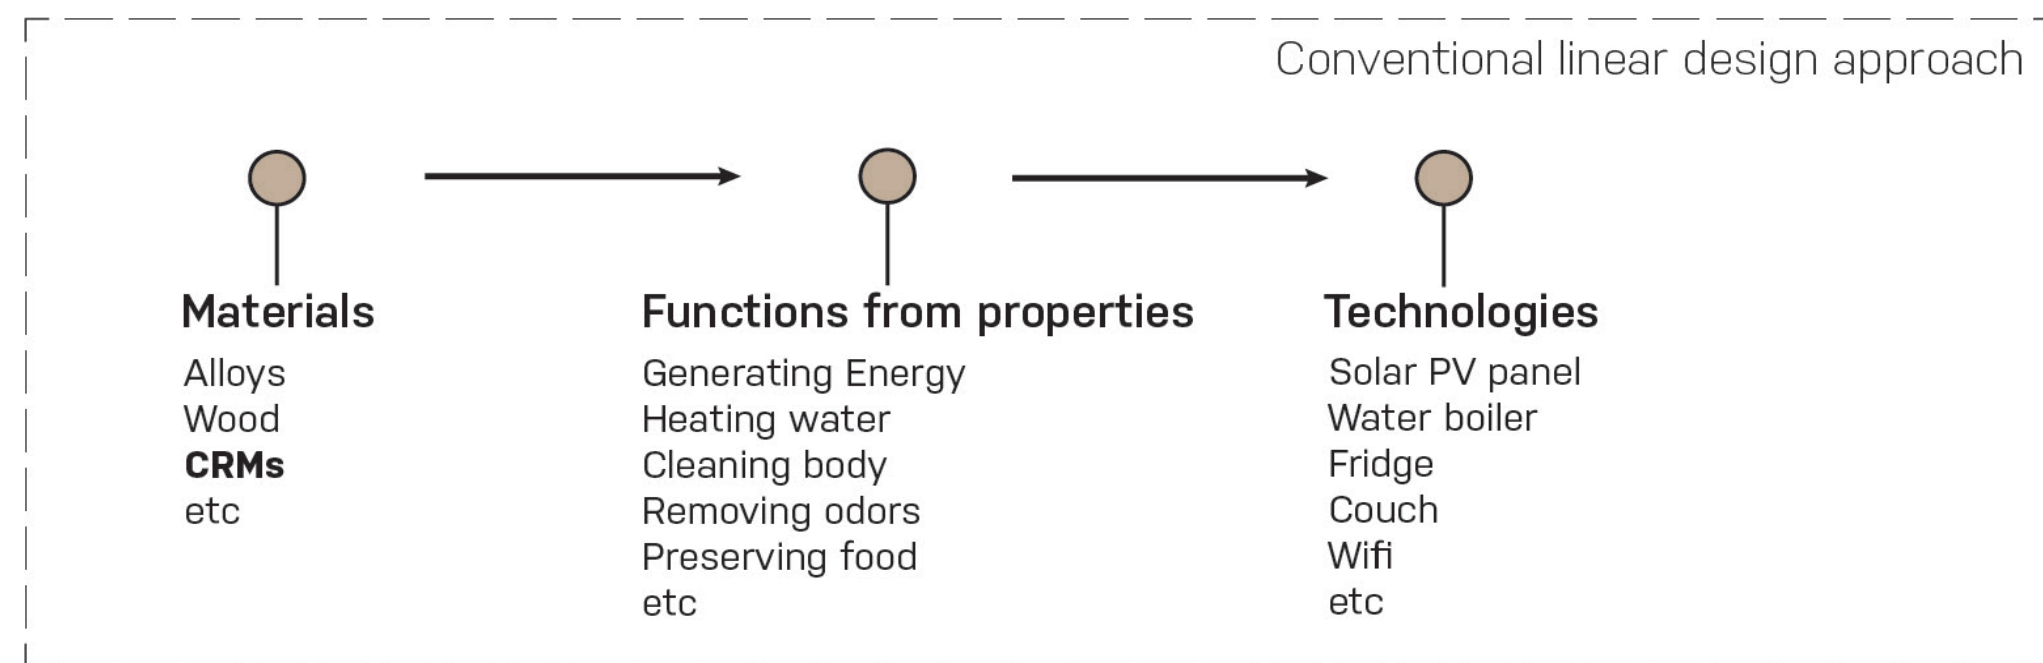 Conventional linear design approach
Materials
Alloys
Wood
CRMs
etc
Functions from properties
Generating Energy
Heating water
Cleaning body
Removing odors
Preserving food
etc
Technologies
Solar PV panel
Water boiler
Fridge
Couch
Wifi
etc